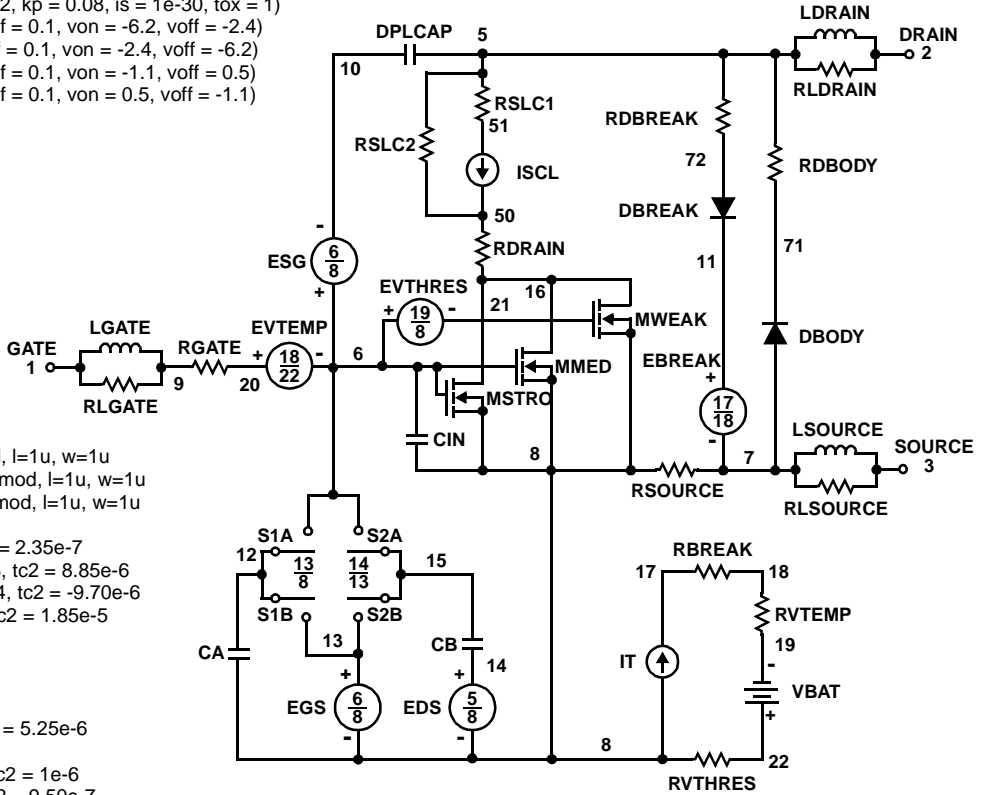 2, kp = 0.08, is = 1e-30, tox = 1)
f = 0.1, von = -6.2, voff = -2.4)
f = 0.1, von = -2.4, voff = -6.2)
f = 0.1, von = -1.1, voff = 0.5)
f = 0.1, von = 0.5, voff = -1.1)
LDRAIN
DPLCAP
5
DRAIN
2
10
RLDRAIN
RSLC1
51
RDBREAK
RSLC2
72
RDBODY
ISCL
DBREAK
50
RDRAIN
71
ESG
-
6
8
+
11
EVTHRES
+
19
8
-
21
16
MWEAK
LGATE
EVTEMP
GATE
1
RGATE
+
18
22
-
6
MMED
DBODY
EBREAK
+
9
20
RLGATE
MSTRO
17
18
-
CIN
LSOURCE
SOURCE
3
8
7
, l=1u, w=1u
mod, l=1u, w=1u
mod, l=1u, w=1u
RSOURCE
RLSOURCE
= 2.35e-7
, tc2 = 8.85e-6
4, tc2 = -9.70e-6
tc2 = 1.85e-5
S1A
S2A
12
13
8
14
13
15
S1B
S2B
RBREAK
17
18
RVTEMP
13
CA
CB
19
14
IT
-
VBAT
+
EGS
+
6
8
-
EDS
+
5
8
-
= 5.25e-6
8
22
RVTHRES
tc2 = 1e-6